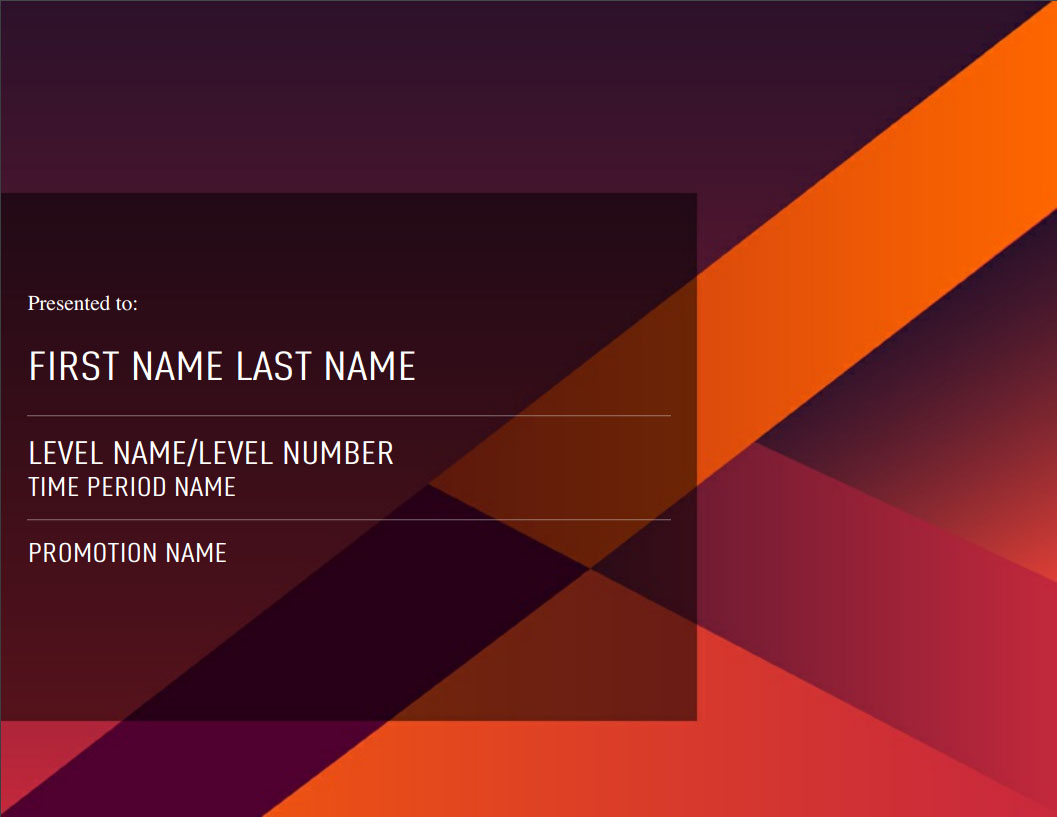 Presented to:
FIRST NAME LAST NAME
LEVEL NAME/LEVEL NUMBER
TIME PERIOD NAME
PROMOTION NAME